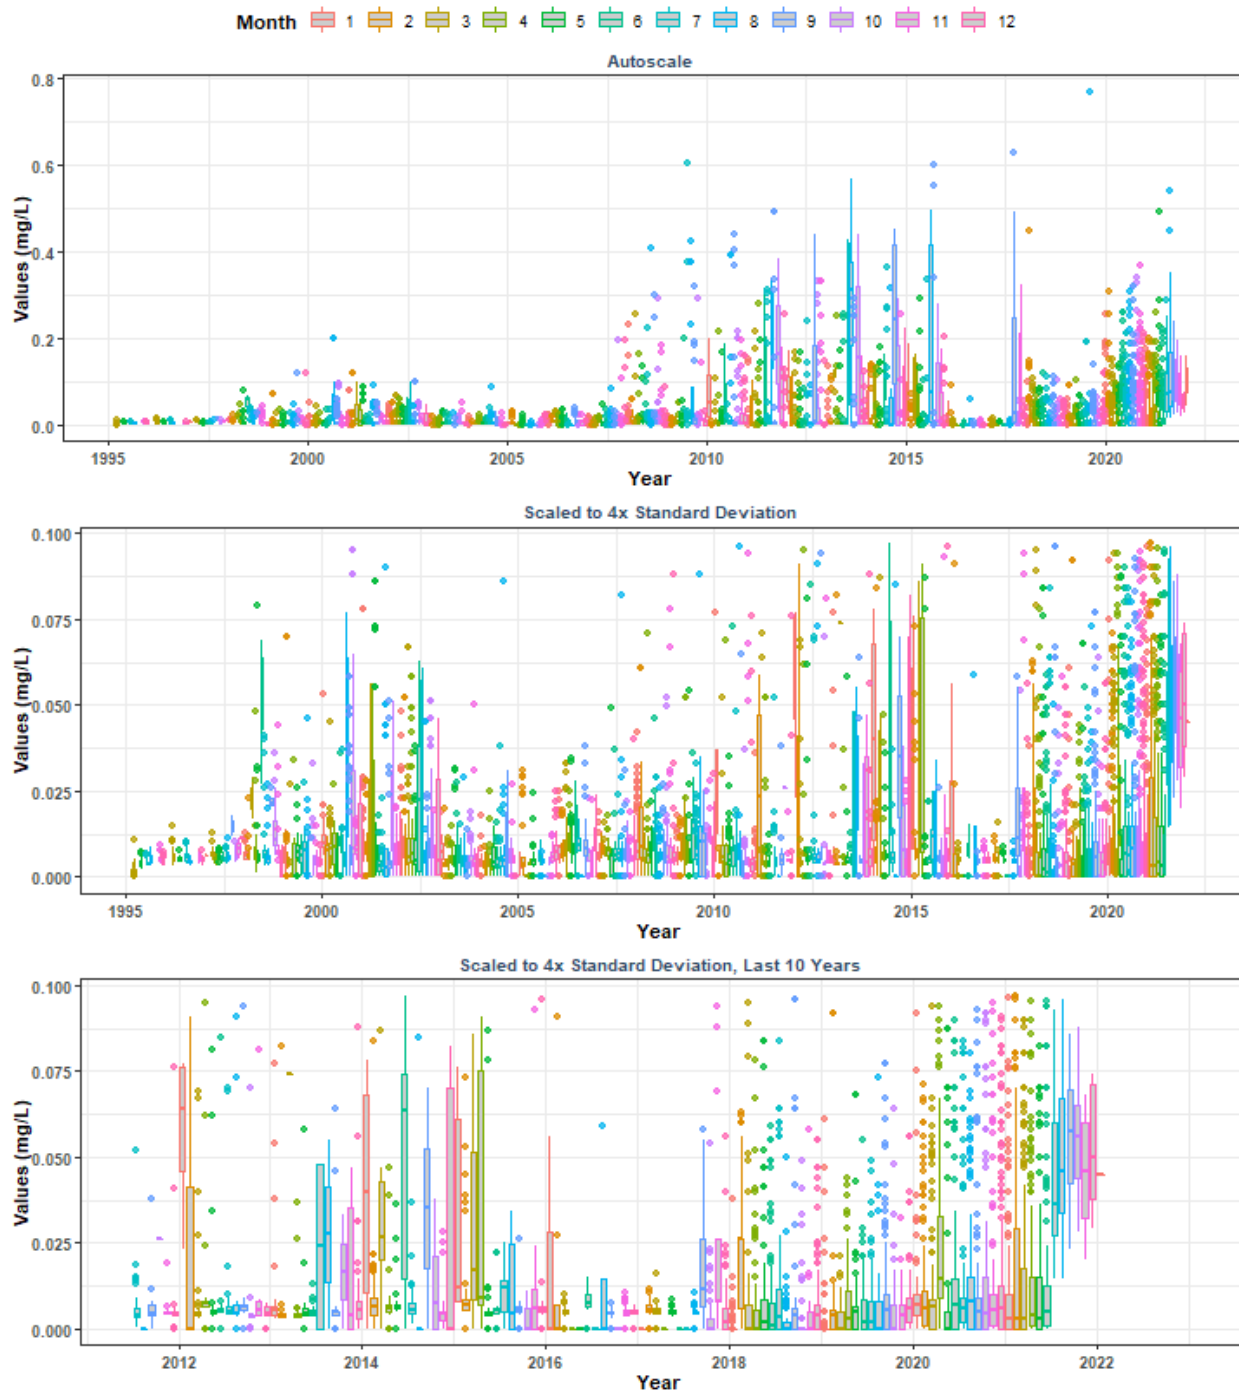 Month 1 2 3 4 5 6 7 8 9 10 11 12
Autoscale
Values (mg/L)
0.8
0.6
0.4
0.2
0.0
1995 2000 2005 2010 2015 2020
Year
Scaled to 4x Standard Deviation
Values (mg/L)
0.100
0.075
0.050
0.025
0.000
1995 2000 2005 2010 2015 2020
Year
Scaled to 4x Standard Deviation, Last 10 Years
Values (mg/L)
0.100
0.075
0.050
0.025
0.000
2012 2014 2016 2018 2020 2022
Year